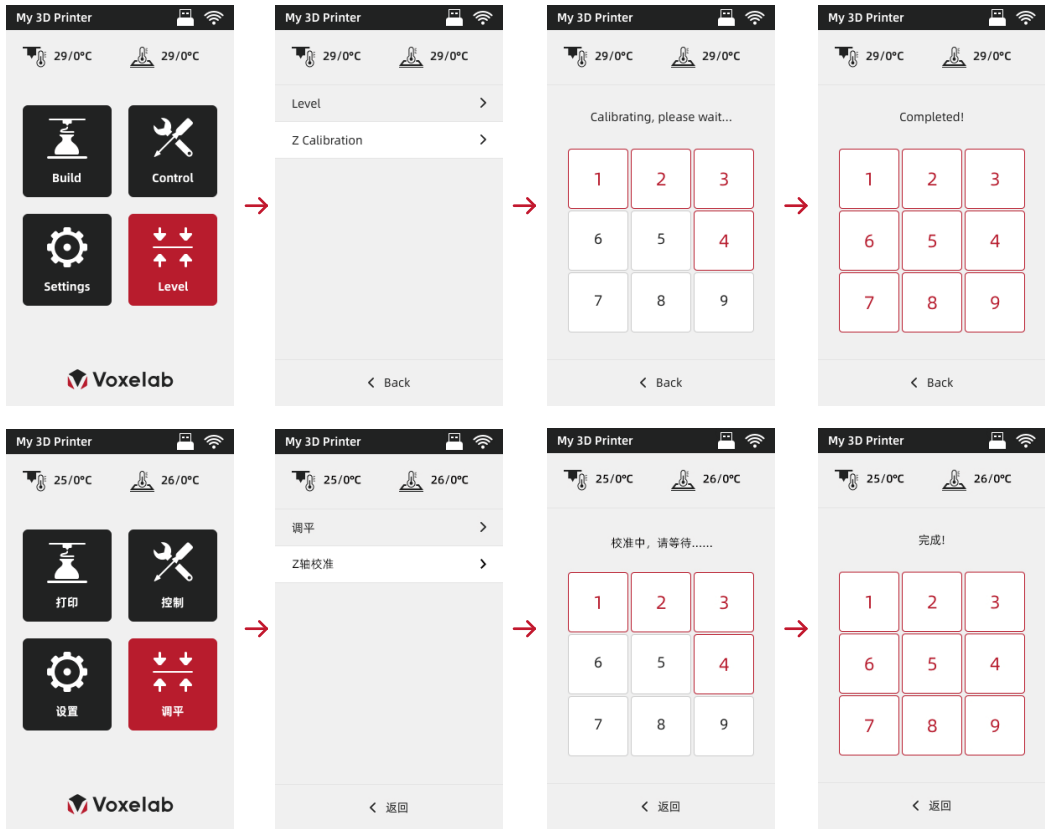 My 3D Printer
29/0°C 29/0°C
Build Control
Settings Level
Voxelab
My 3D Printer
29/0°C 29/0°C
Level
Z Calibration
Back
My 3D Printer
29/0°C 29/0°C
Calibrating, please wait...
1 2 3
6 5 4
7 8 9
Back
My 3D Printer
29/0°C 29/0°C
Completed!
1 2 3
6 5 4
7 8 9
Back
My 3D Printer
25/0°C 26/0°C
打印 控制
设置 调平
Voxelab
My 3D Printer
25/0°C 26/0°C
调平
Z轴校准
返回
My 3D Printer
25/0°C 26/0°C
校准中，请等待......
1 2 3
6 5 4
7 8 9
返回
My 3D Printer
25/0°C 26/0°C
完成!
1 2 3
6 5 4
7 8 9
返回